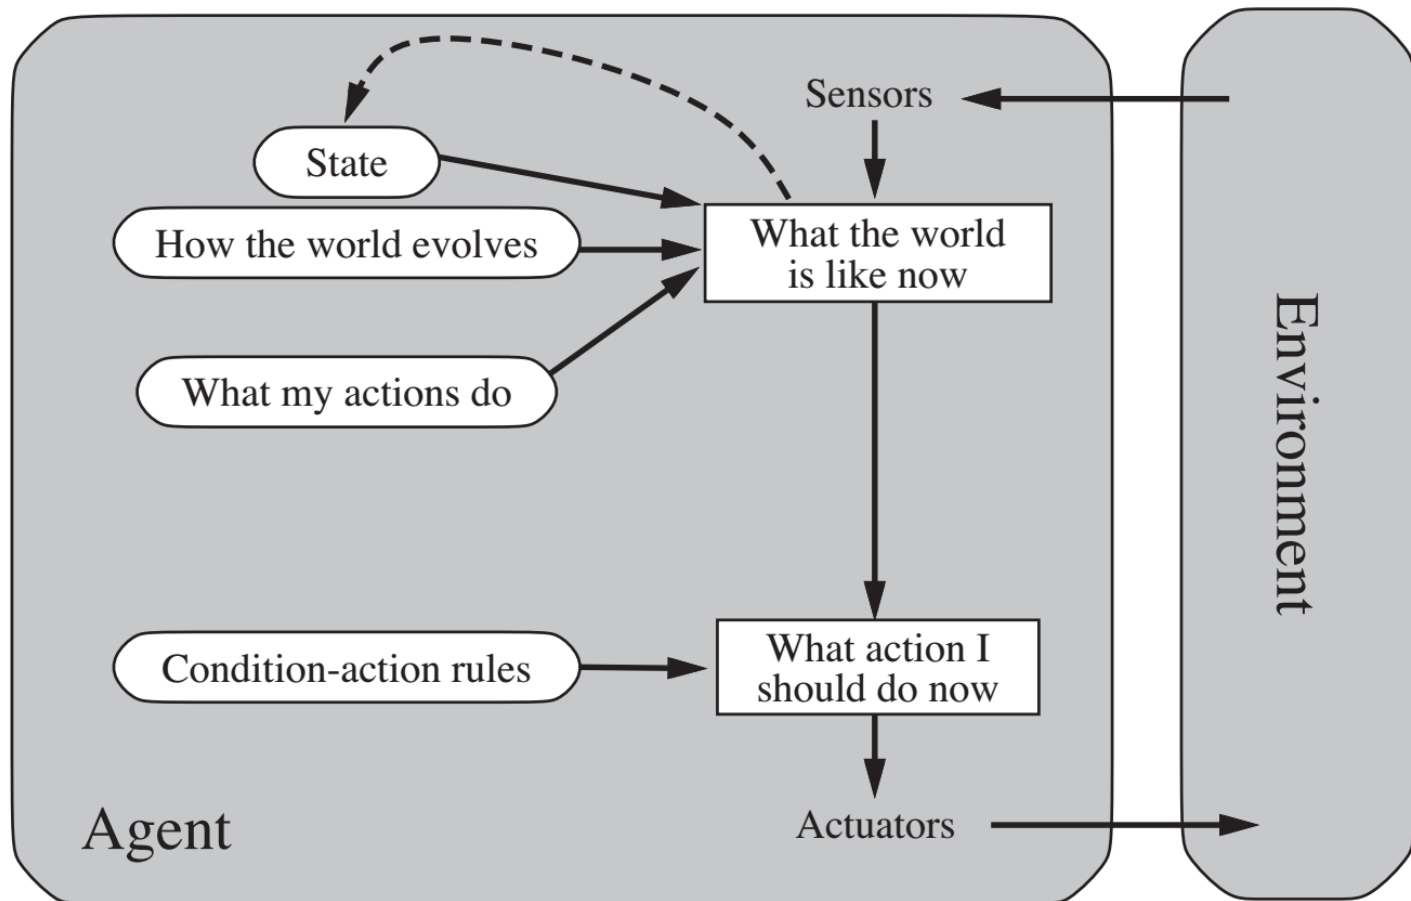 Sensors
State
How the world evolves
What the world
is like now
What my actions do
Environment
Condition-action rules
What action I
should do now
Agent
Actuators